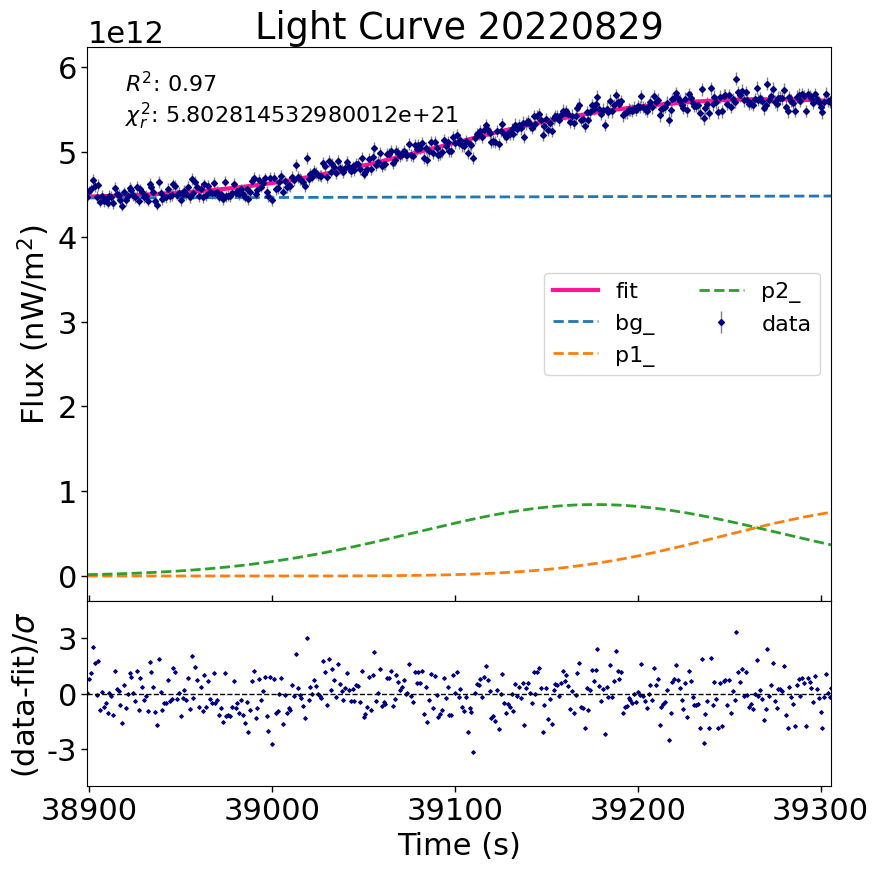 Light Curve 20220829
1e12
R²: 0.97
χ²ᵣ: 5.802814532980012e+21
6
5
4
3
2
1
0
Flux (nW/m²)
fit
bg_
p1_
p2_
data
3
0
-3
(data-fit)/σ
38900 39000 39100 39200 39300
Time (s)